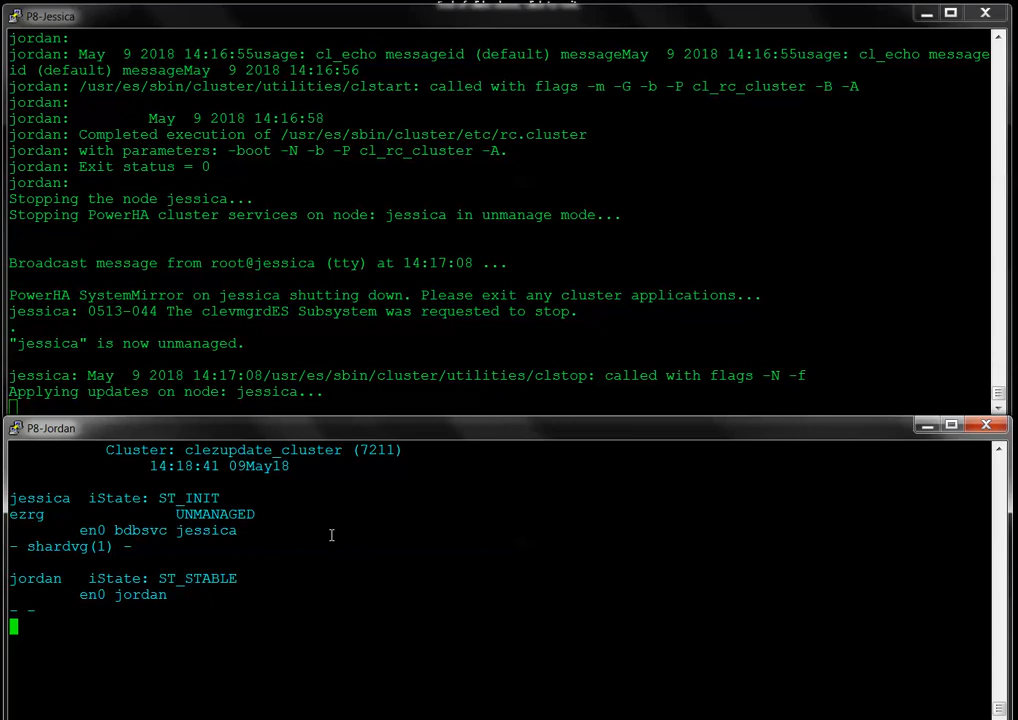 P8-Jessica
jordan:
jordan: May  9 2018 14:16:55usage: cl_echo messageid (default) messageMay  9 2018 14:16:55usage: cl_echo message
id (default) messageMay  9 2018 14:16:56
jordan: /usr/es/sbin/cluster/utilities/clstart: called with flags -m -G -b -P cl_rc_cluster -B -A
jordan:
jordan:         May  9 2018 14:16:58
jordan: Completed execution of /usr/es/sbin/cluster/etc/rc.cluster
jordan: with parameters: -boot -N -b -P cl_rc_cluster -A.
jordan: Exit status = 0
jordan:
Stopping the node jessica...
Stopping PowerHA cluster services on node: jessica in unmanage mode...
Broadcast message from root@jessica (tty) at 14:17:08 ...
PowerHA SystemMirror on jessica shutting down. Please exit any cluster applications...
jessica: 0513-044 The clevmgrdES Subsystem was requested to stop.
.
"jessica" is now unmanaged.
jessica: May  9 2018 14:17:08/usr/es/sbin/cluster/utilities/clstop: called with flags -N -f
Applying updates on node: jessica...
P8-Jordan
Cluster: clezupdate_cluster (7211)
14:18:41 09May18
jessica  iState: ST_INIT
ezrg               UNMANAGED
en0 bdbsvc jessica
- shardvg(1) -
jordan   iState: ST_STABLE
en0 jordan
- -